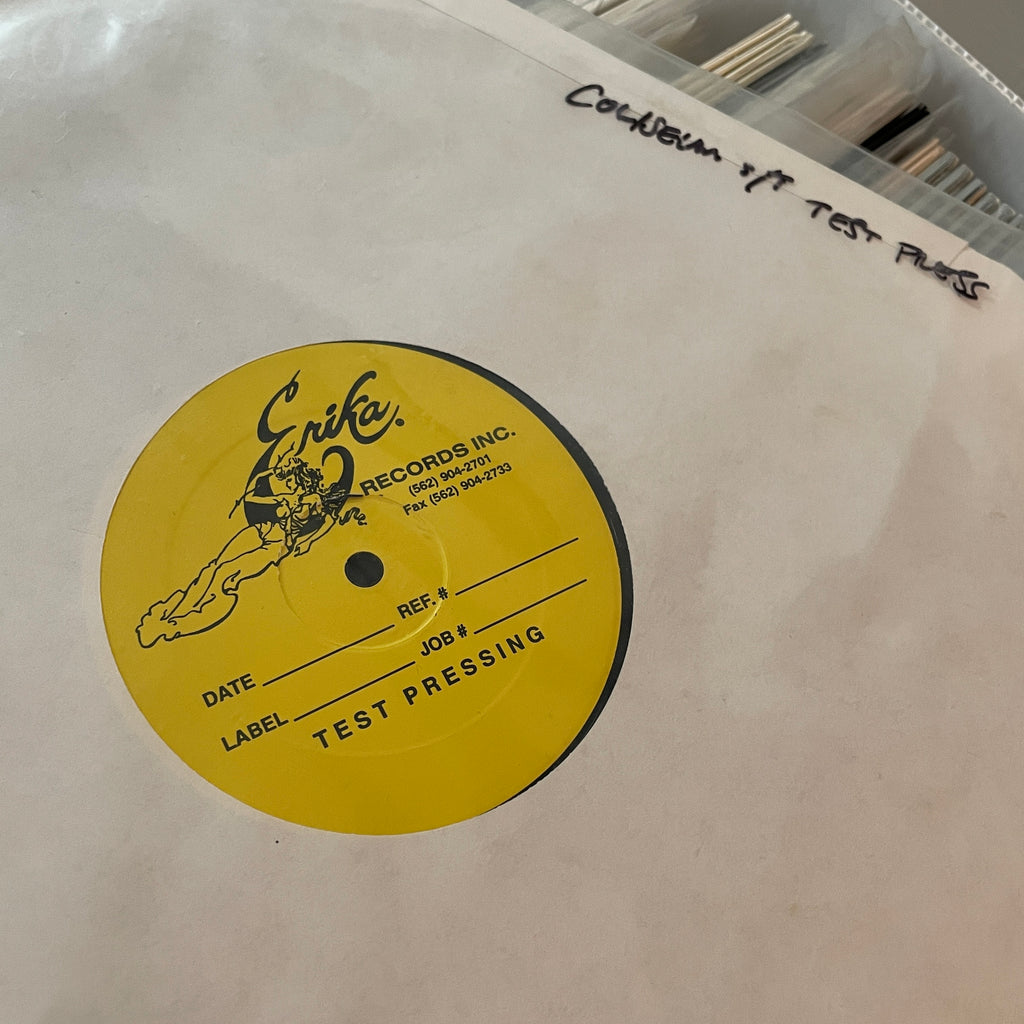 COLISEUM S/T TEST PRESS
Erika
RECORDS INC.
(562) 904-2701
Fax (562) 904-2733
DATE REF. #
LABEL JOB #
TEST PRESSING